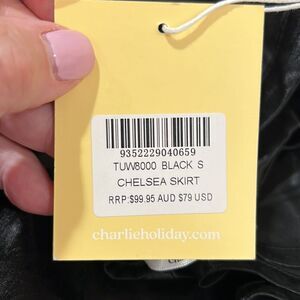 9352229040659
TUW8000 BLACK S
CHELSEA SKIRT
RRP:$99.95 AUD $79 USD
charlieholiday.com